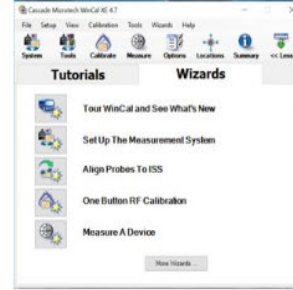 Cascade Microtech WinCal XE 4.7
File Setup View Calibration Tools Wizards Help
System Tools Calibrate Measure Options Locations Summary << Less
Tutorials Wizards
Tour WinCal and See What's New
Set Up The Measurement System
Align Probes To ISS
One Button RF Calibration
Measure A Device
More Wizards ...